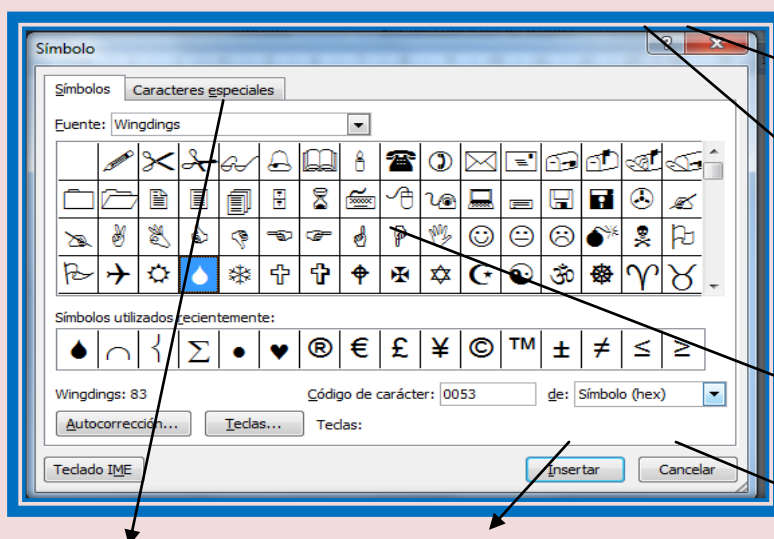 Símbolo
Símbolos Caracteres especiales
Fuente: Wingdings
Símbolos utilizados recientemente:
® € £ ¥ © ™ ± ≠ ≤ ≥
Wingdings: 83 Código de carácter: 0053 de: Símbolo (hex)
Autocorrección... Teclas... Teclas:
Teclado IME Insertar Cancelar